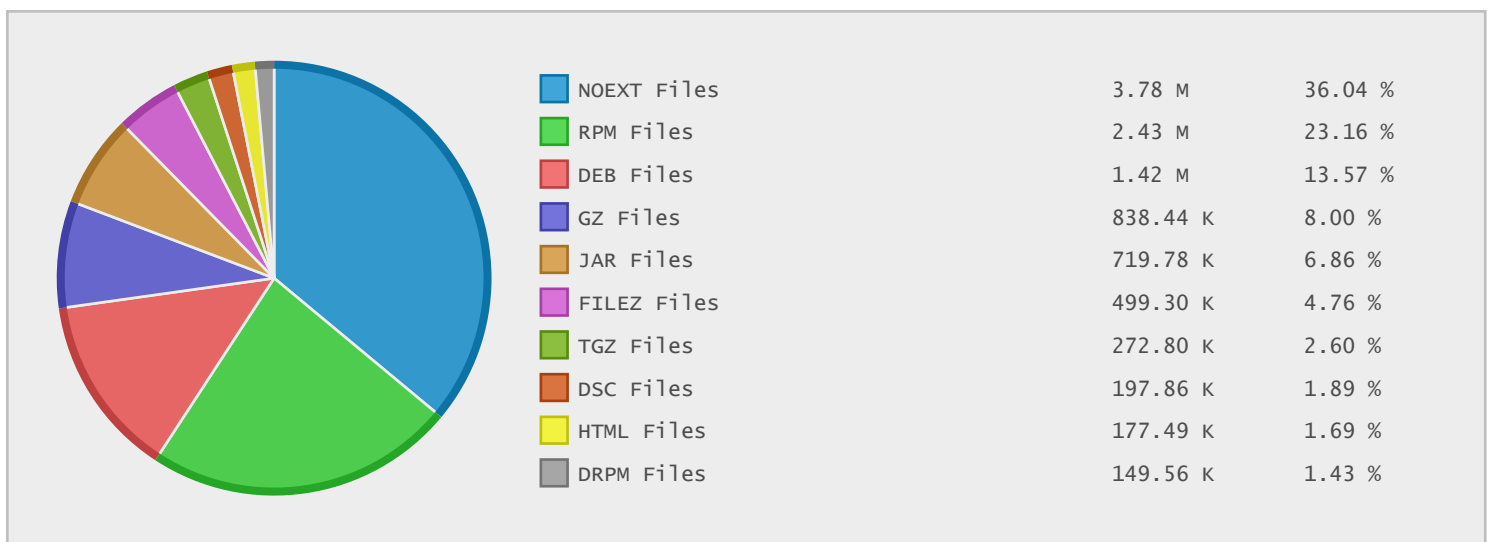 NOEXT Files 3.78 M 36.04 %
RPM Files 2.43 M 23.16 %
DEB Files 1.42 M 13.57 %
GZ Files 838.44 K 8.00 %
JAR Files 719.78 K 6.86 %
FILEZ Files 499.30 K 4.76 %
TGZ Files 272.80 K 2.60 %
DSC Files 197.86 K 1.89 %
HTML Files 177.49 K 1.69 %
DRPM Files 149.56 K 1.43 %